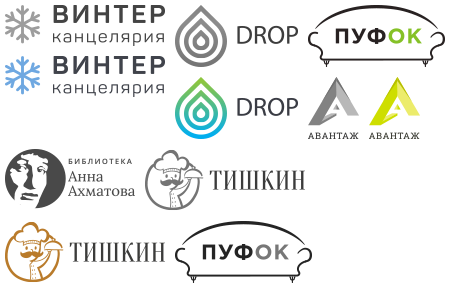 ВИНТЕР
канцелярия
DROP
ПУФОК
ВИНТЕР
канцелярия
DROP
АВАНТАЖ
АВАНТАЖ
БИБЛИОТЕКА
Анна
Ахматова
ТИШКИН
ТИШКИН
ПУФОК